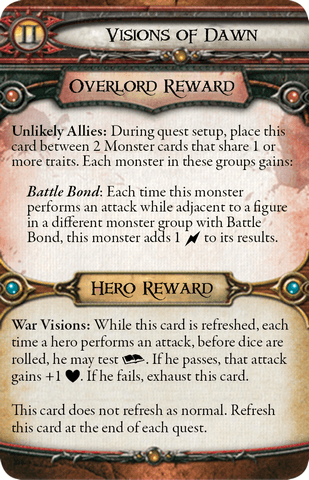 II
Visions of Dawn
Overlord Reward
Unlikely Allies: During quest setup, place this
card between 2 Monster cards that share 1 or
more traits. Each monster in these groups gains:
Battle Bond: Each time this monster
performs an attack while adjacent to a figure
in a different monster group with Battle
Bond, this monster adds 1 to its results.
Hero Reward
War Visions: While this card is refreshed, each
time a hero performs an attack, before dice are
rolled, he may test . If he passes, that attack
gains +1 . If he fails, exhaust this card.
This card does not refresh as normal. Refresh
this card at the end of each quest.